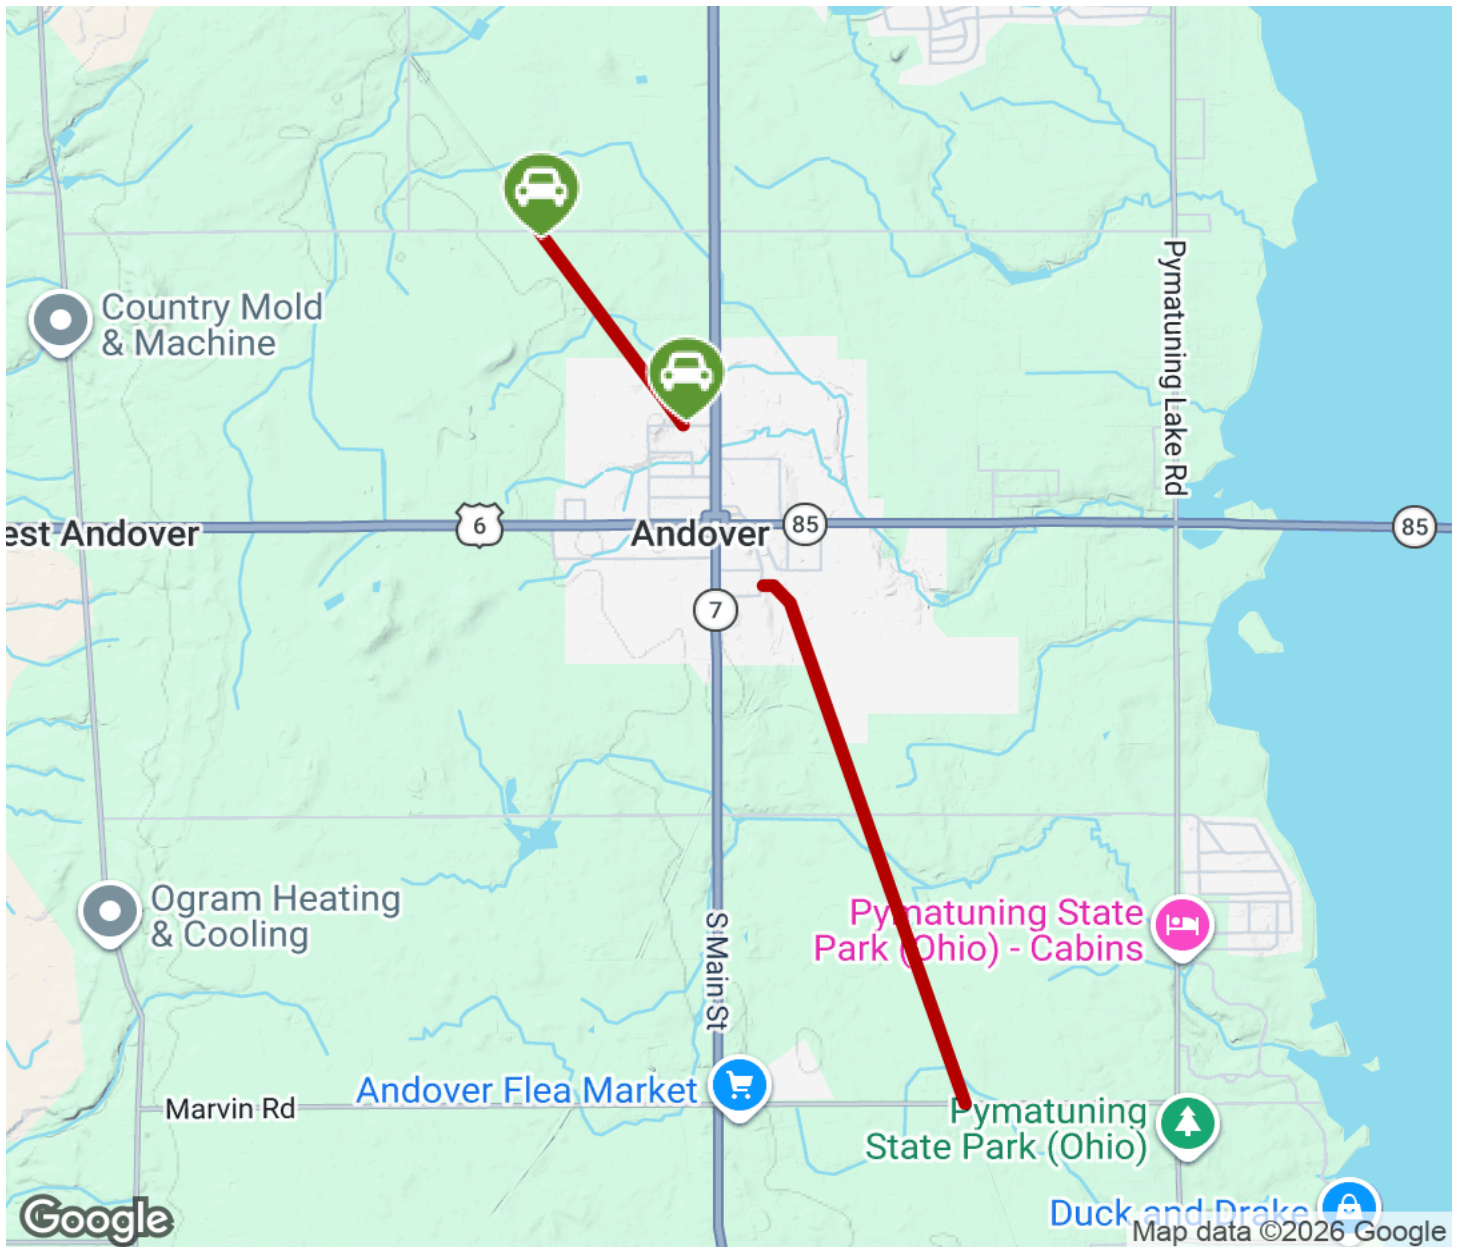 Pymatuning Lake Rd
Country Mold
& Machine
est Andover
6
Andover
85
85
7
Ogram Heating
& Cooling
Pymatuning State
Park (Ohio) - Cabins
S Main St
Andover Flea Market
Marvin Rd
Pymatuning
State Park (Ohio)
Duck and Drake
Google
Map data ©2026 Google